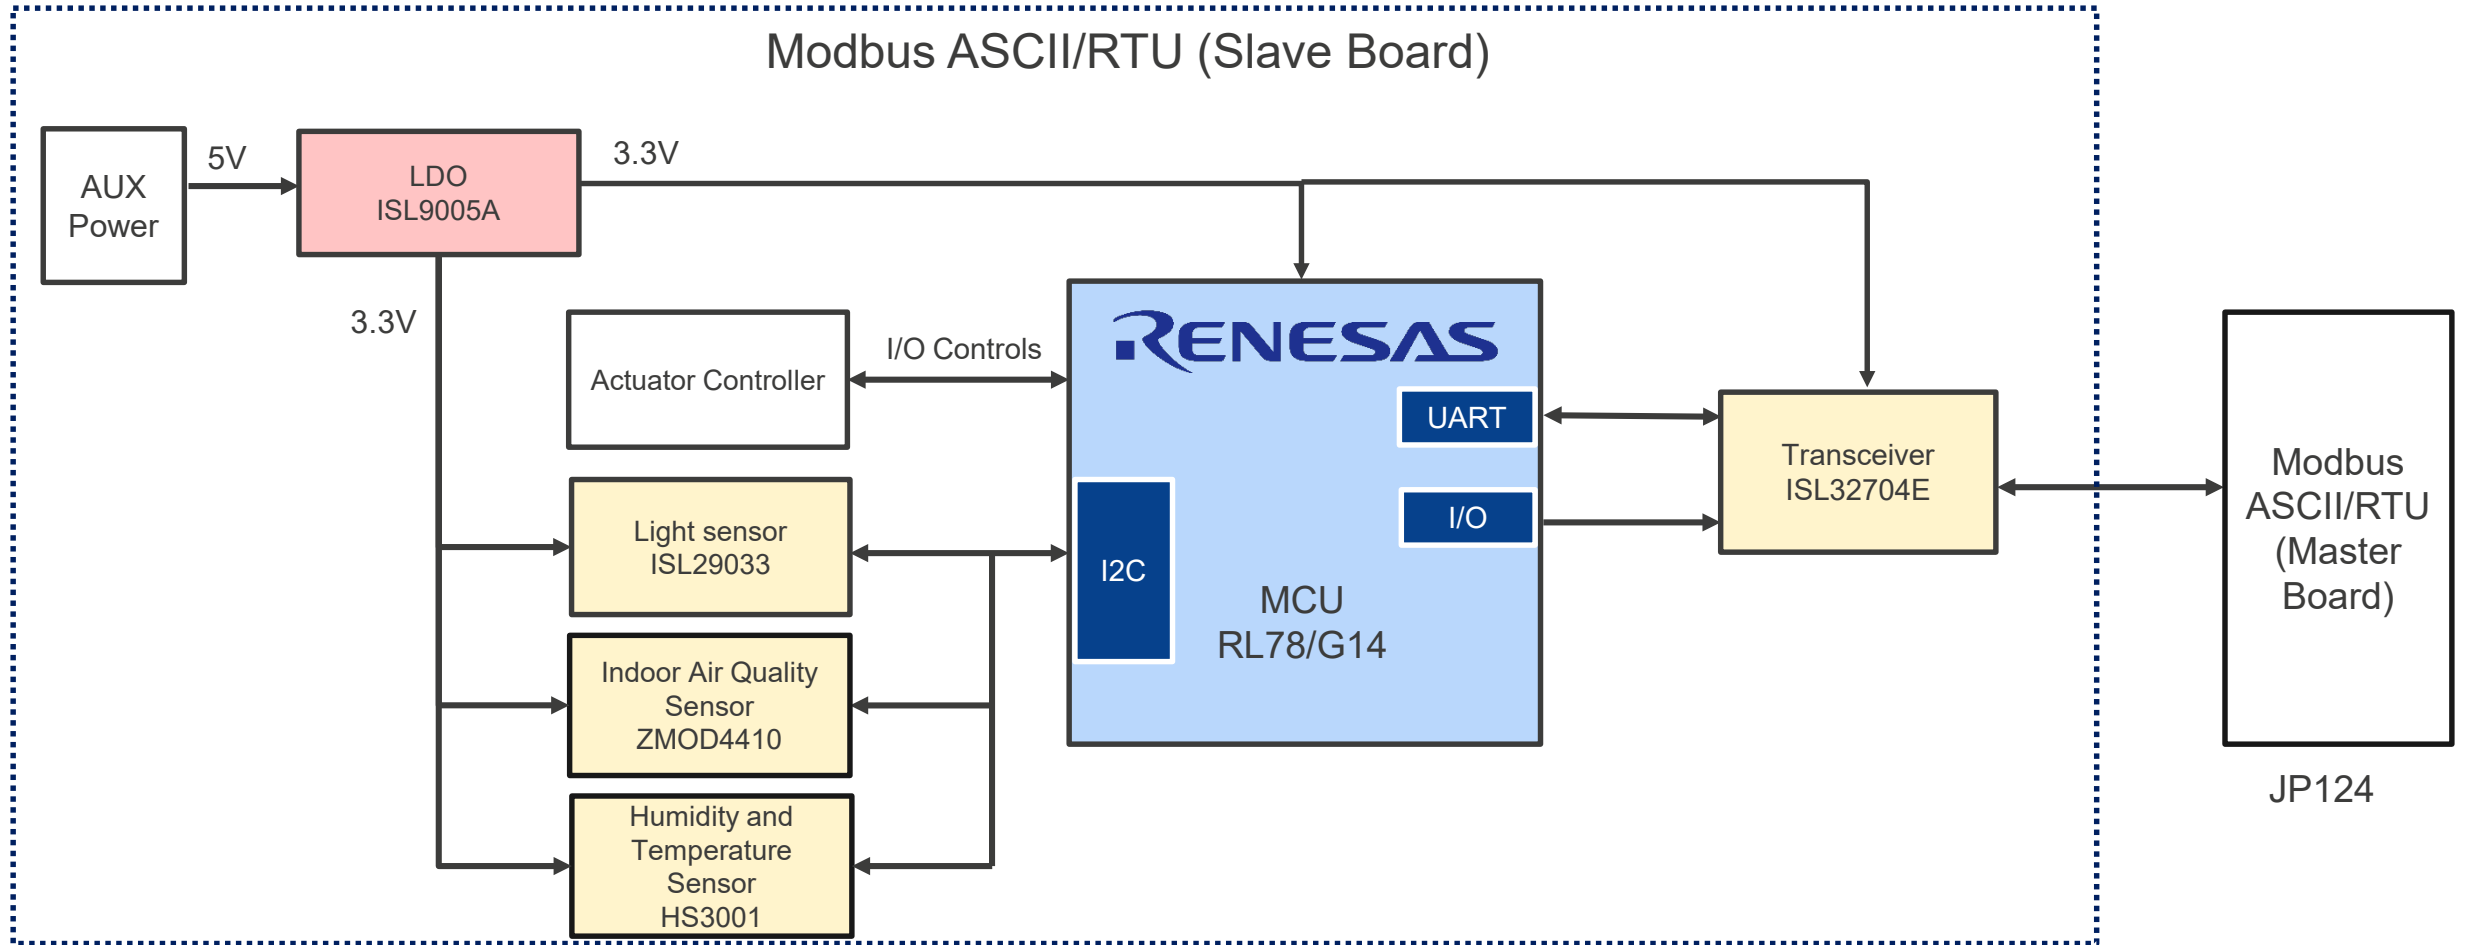 Modbus ASCII/RTU (Slave Board)
AUX
Power
5V
LDO
ISL9005A
3.3V
3.3V
Actuator Controller
I/O Controls
RENESAS
UART
I/O
I2C
MCU
RL78/G14
Light sensor
ISL29033
Indoor Air Quality
Sensor
ZMOD4410
Humidity and
Temperature
Sensor
HS3001
Transceiver
ISL32704E
Modbus
ASCII/RTU
(Master
Board)
JP124